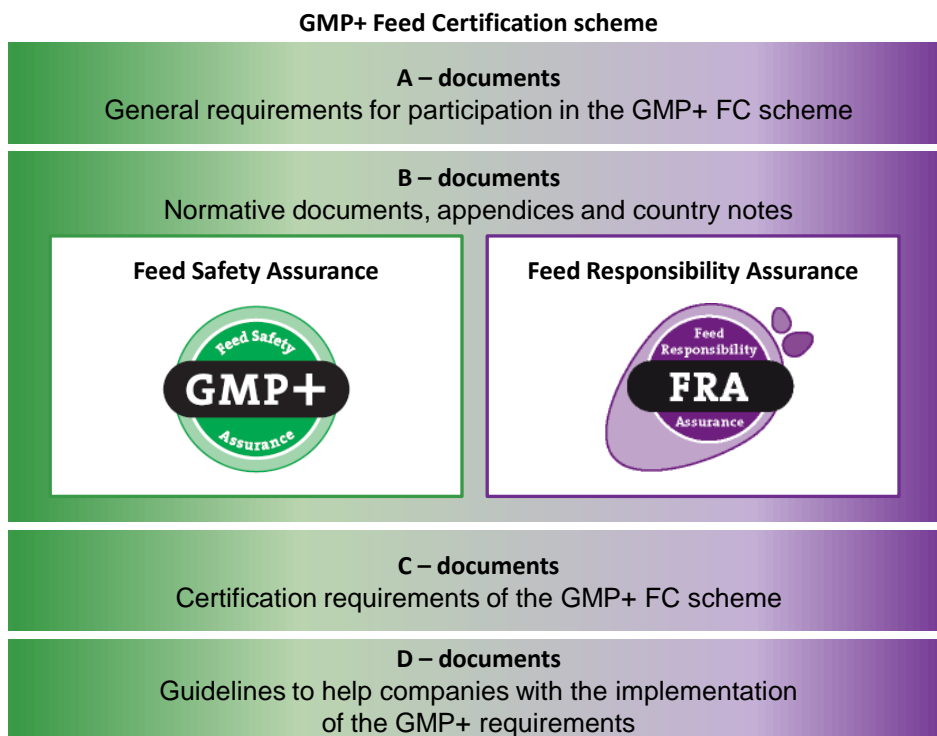 GMP+ Feed Certification scheme
A – documents
General requirements for participation in the GMP+ FC scheme
B – documents
Normative documents, appendices and country notes
Feed Safety Assurance
Feed Safety
GMP+
Assurance
Feed Responsibility Assurance
Feed
Responsibility
FRA
Assurance
C – documents
Certification requirements of the GMP+ FC scheme
D – documents
Guidelines to help companies with the implementation
of the GMP+ requirements